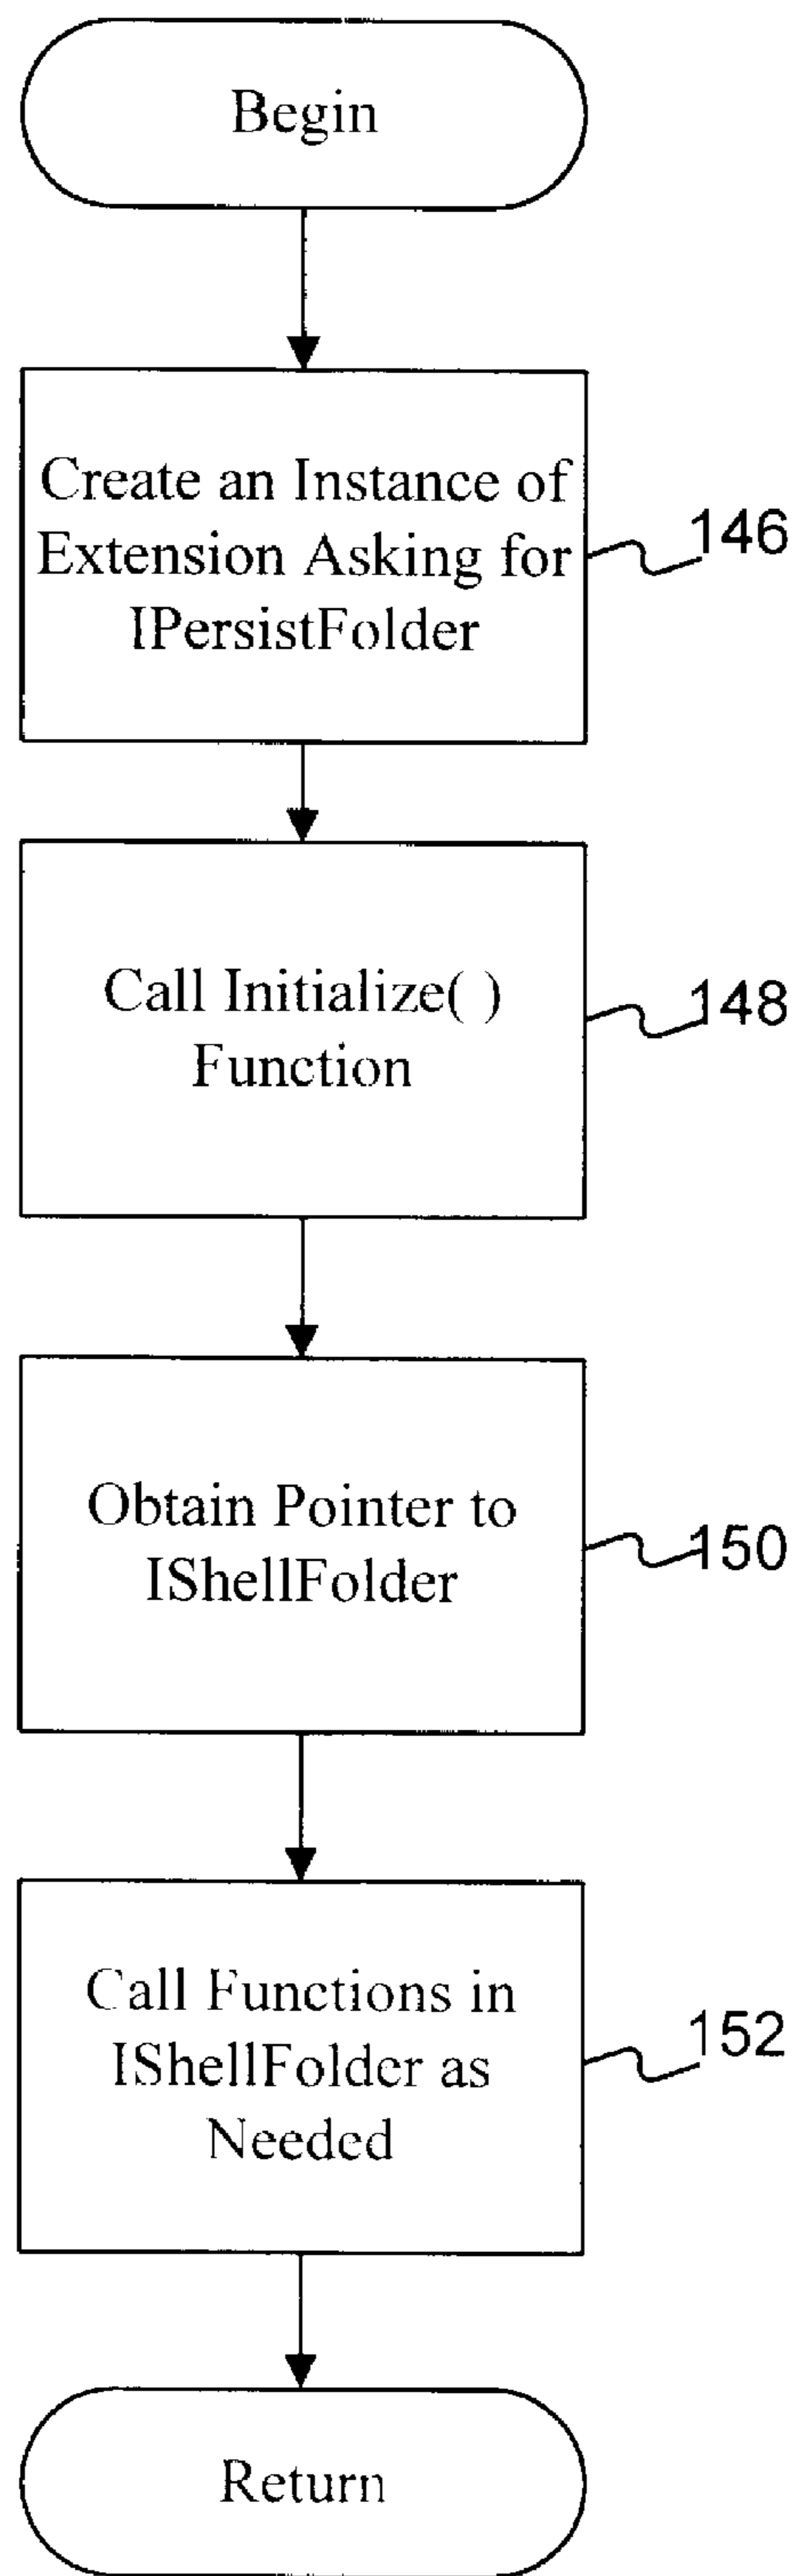 Begin
Create an Instance of
Extension Asking for
IPersistFolder
146
Call Initialize( )
Function
148
Obtain Pointer to
IShellFolder
150
Call Functions in
IShellFolder as
Needed
152
Return